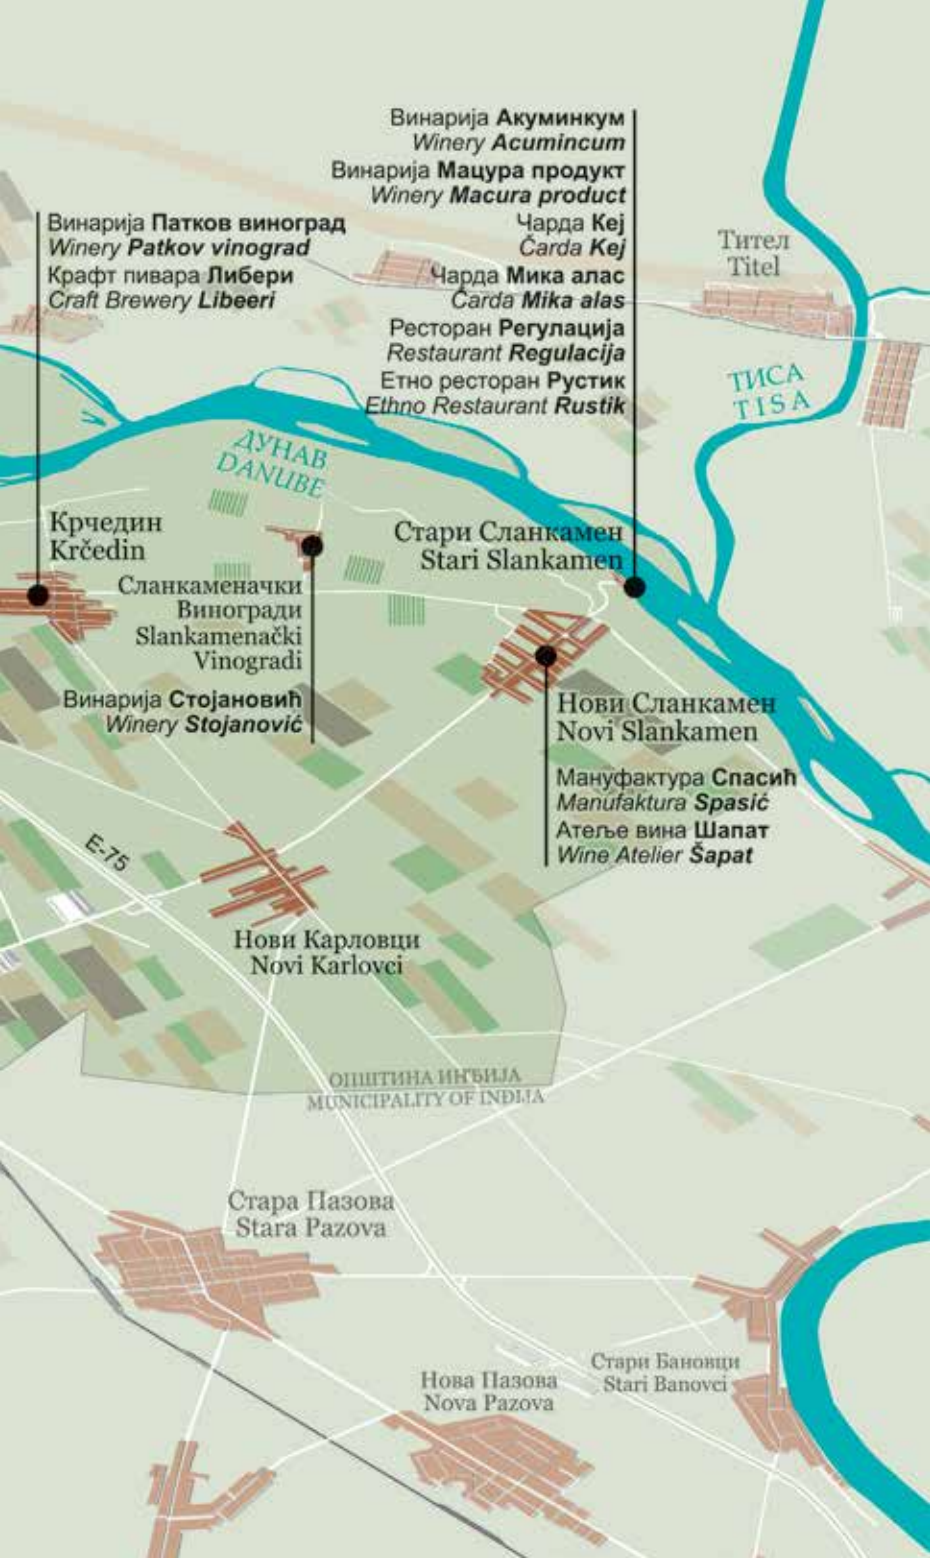 Винарија Акуминкум
Winery Acumincum
Винарија Мацура продукт
Winery Macura product
Чарда Кеј
Čarda Kej
Чарда Мика алас
Čarda Mika alas
Ресторан Регулација
Restaurant Regulacija
Етно ресторан Рустик
Ethno Restaurant Rustik
Винарија Патков виноград
Winery Patkov vinograd
Крафт пивара Либери
Craft Brewery Libeeri
Тител
Titel
ТИСА
TISA
ДУНАВ
DANUBE
Крчедин
Krčedin
Стари Сланкамен
Stari Slankamen
Сланкаменачки
Виногради
Slankamenački
Vinogradi
Винарија Стојановић
Winery Stojanović
Нови Сланкамен
Novi Slankamen
Мануфактура Спасић
Manufaktura Spasić
Атеље вина Шапат
Wine Atelier Šapat
E-75
Нови Карловци
Novi Karlovci
ОПШТИНА ИНЂИЈА
MUNICIPALITY OF INDIJA
Стара Пазова
Stara Pazova
Стари Бановци
Stari Banovci
Нова Пазова
Nova Pazova